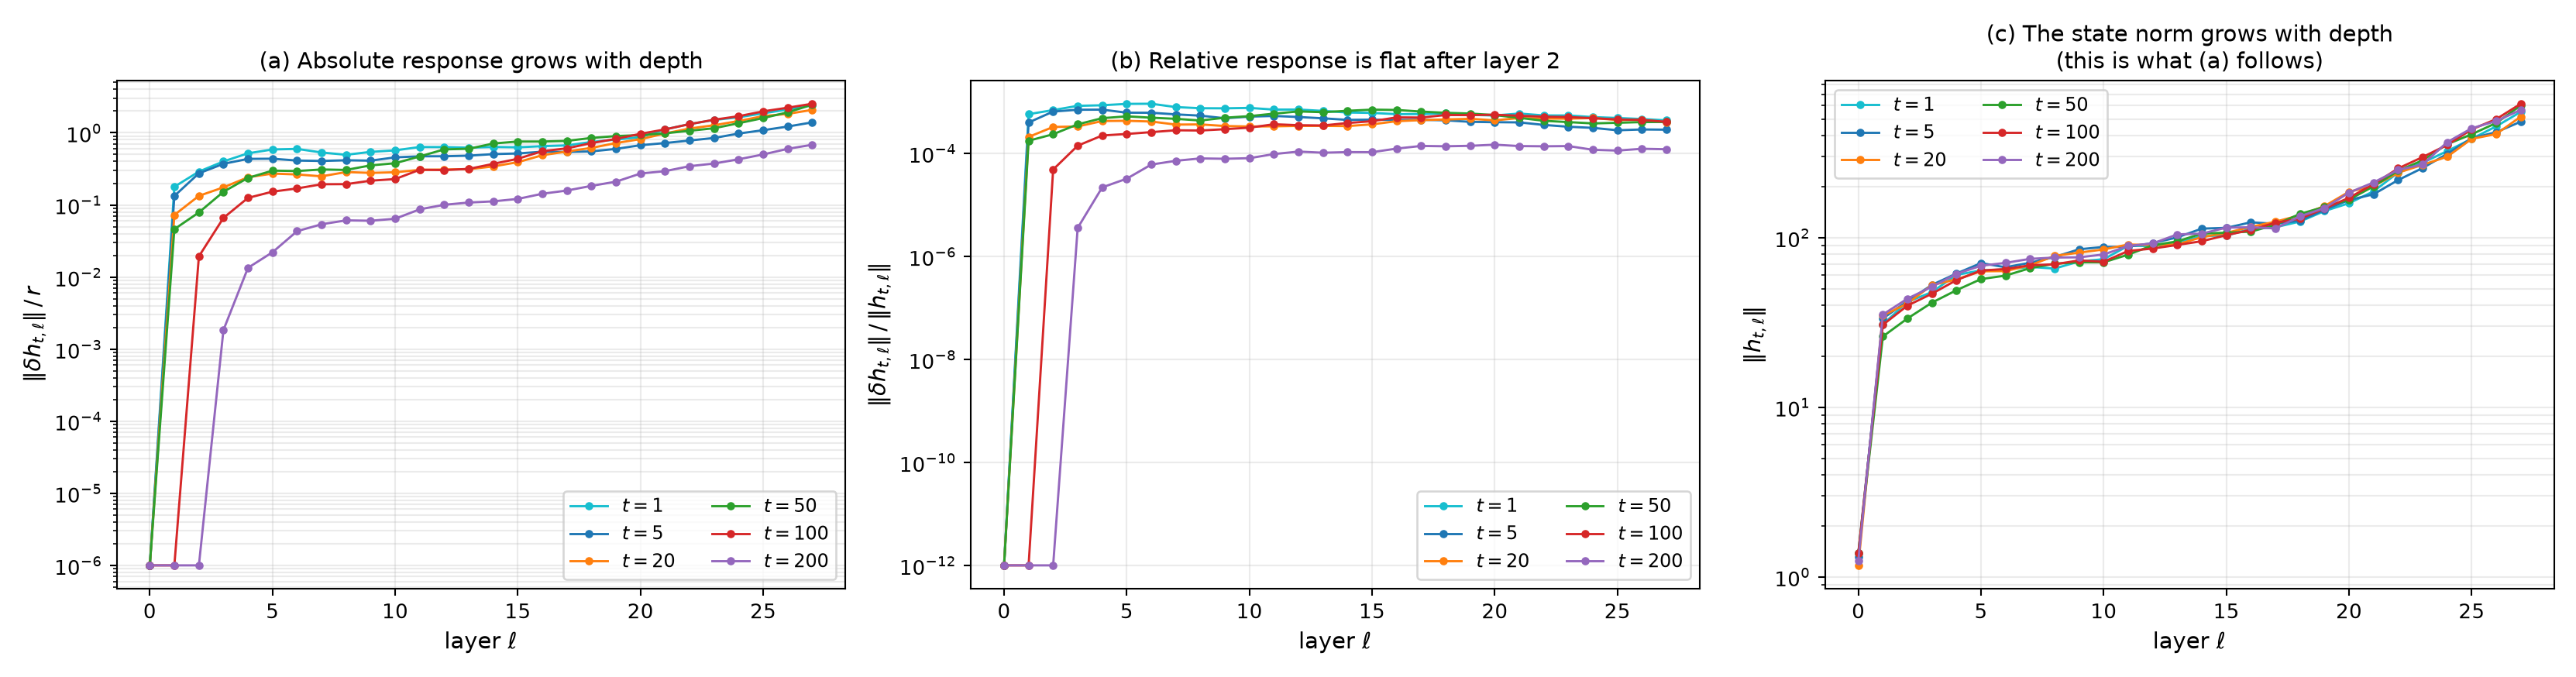 (a) Absolute response grows with depth
‖δh_{t,ℓ}‖ / r
10^0
10^{-1}
10^{-2}
10^{-3}
10^{-4}
10^{-5}
10^{-6}
t = 1
t = 50
t = 5
t = 100
t = 20
t = 200
0 5 10 15 20 25
layer ℓ
(b) Relative response is flat after layer 2
‖δh_{t,ℓ}‖ / ‖h_{t,ℓ}‖
10^{-4}
10^{-6}
10^{-8}
10^{-10}
10^{-12}
t = 1
t = 50
t = 5
t = 100
t = 20
t = 200
0 5 10 15 20 25
layer ℓ
(c) The state norm grows with depth
(this is what (a) follows)
‖h_{t,ℓ}‖
t = 1
t = 50
t = 5
t = 100
t = 20
t = 200
10^2
10^1
10^0
0 5 10 15 20 25
layer ℓ